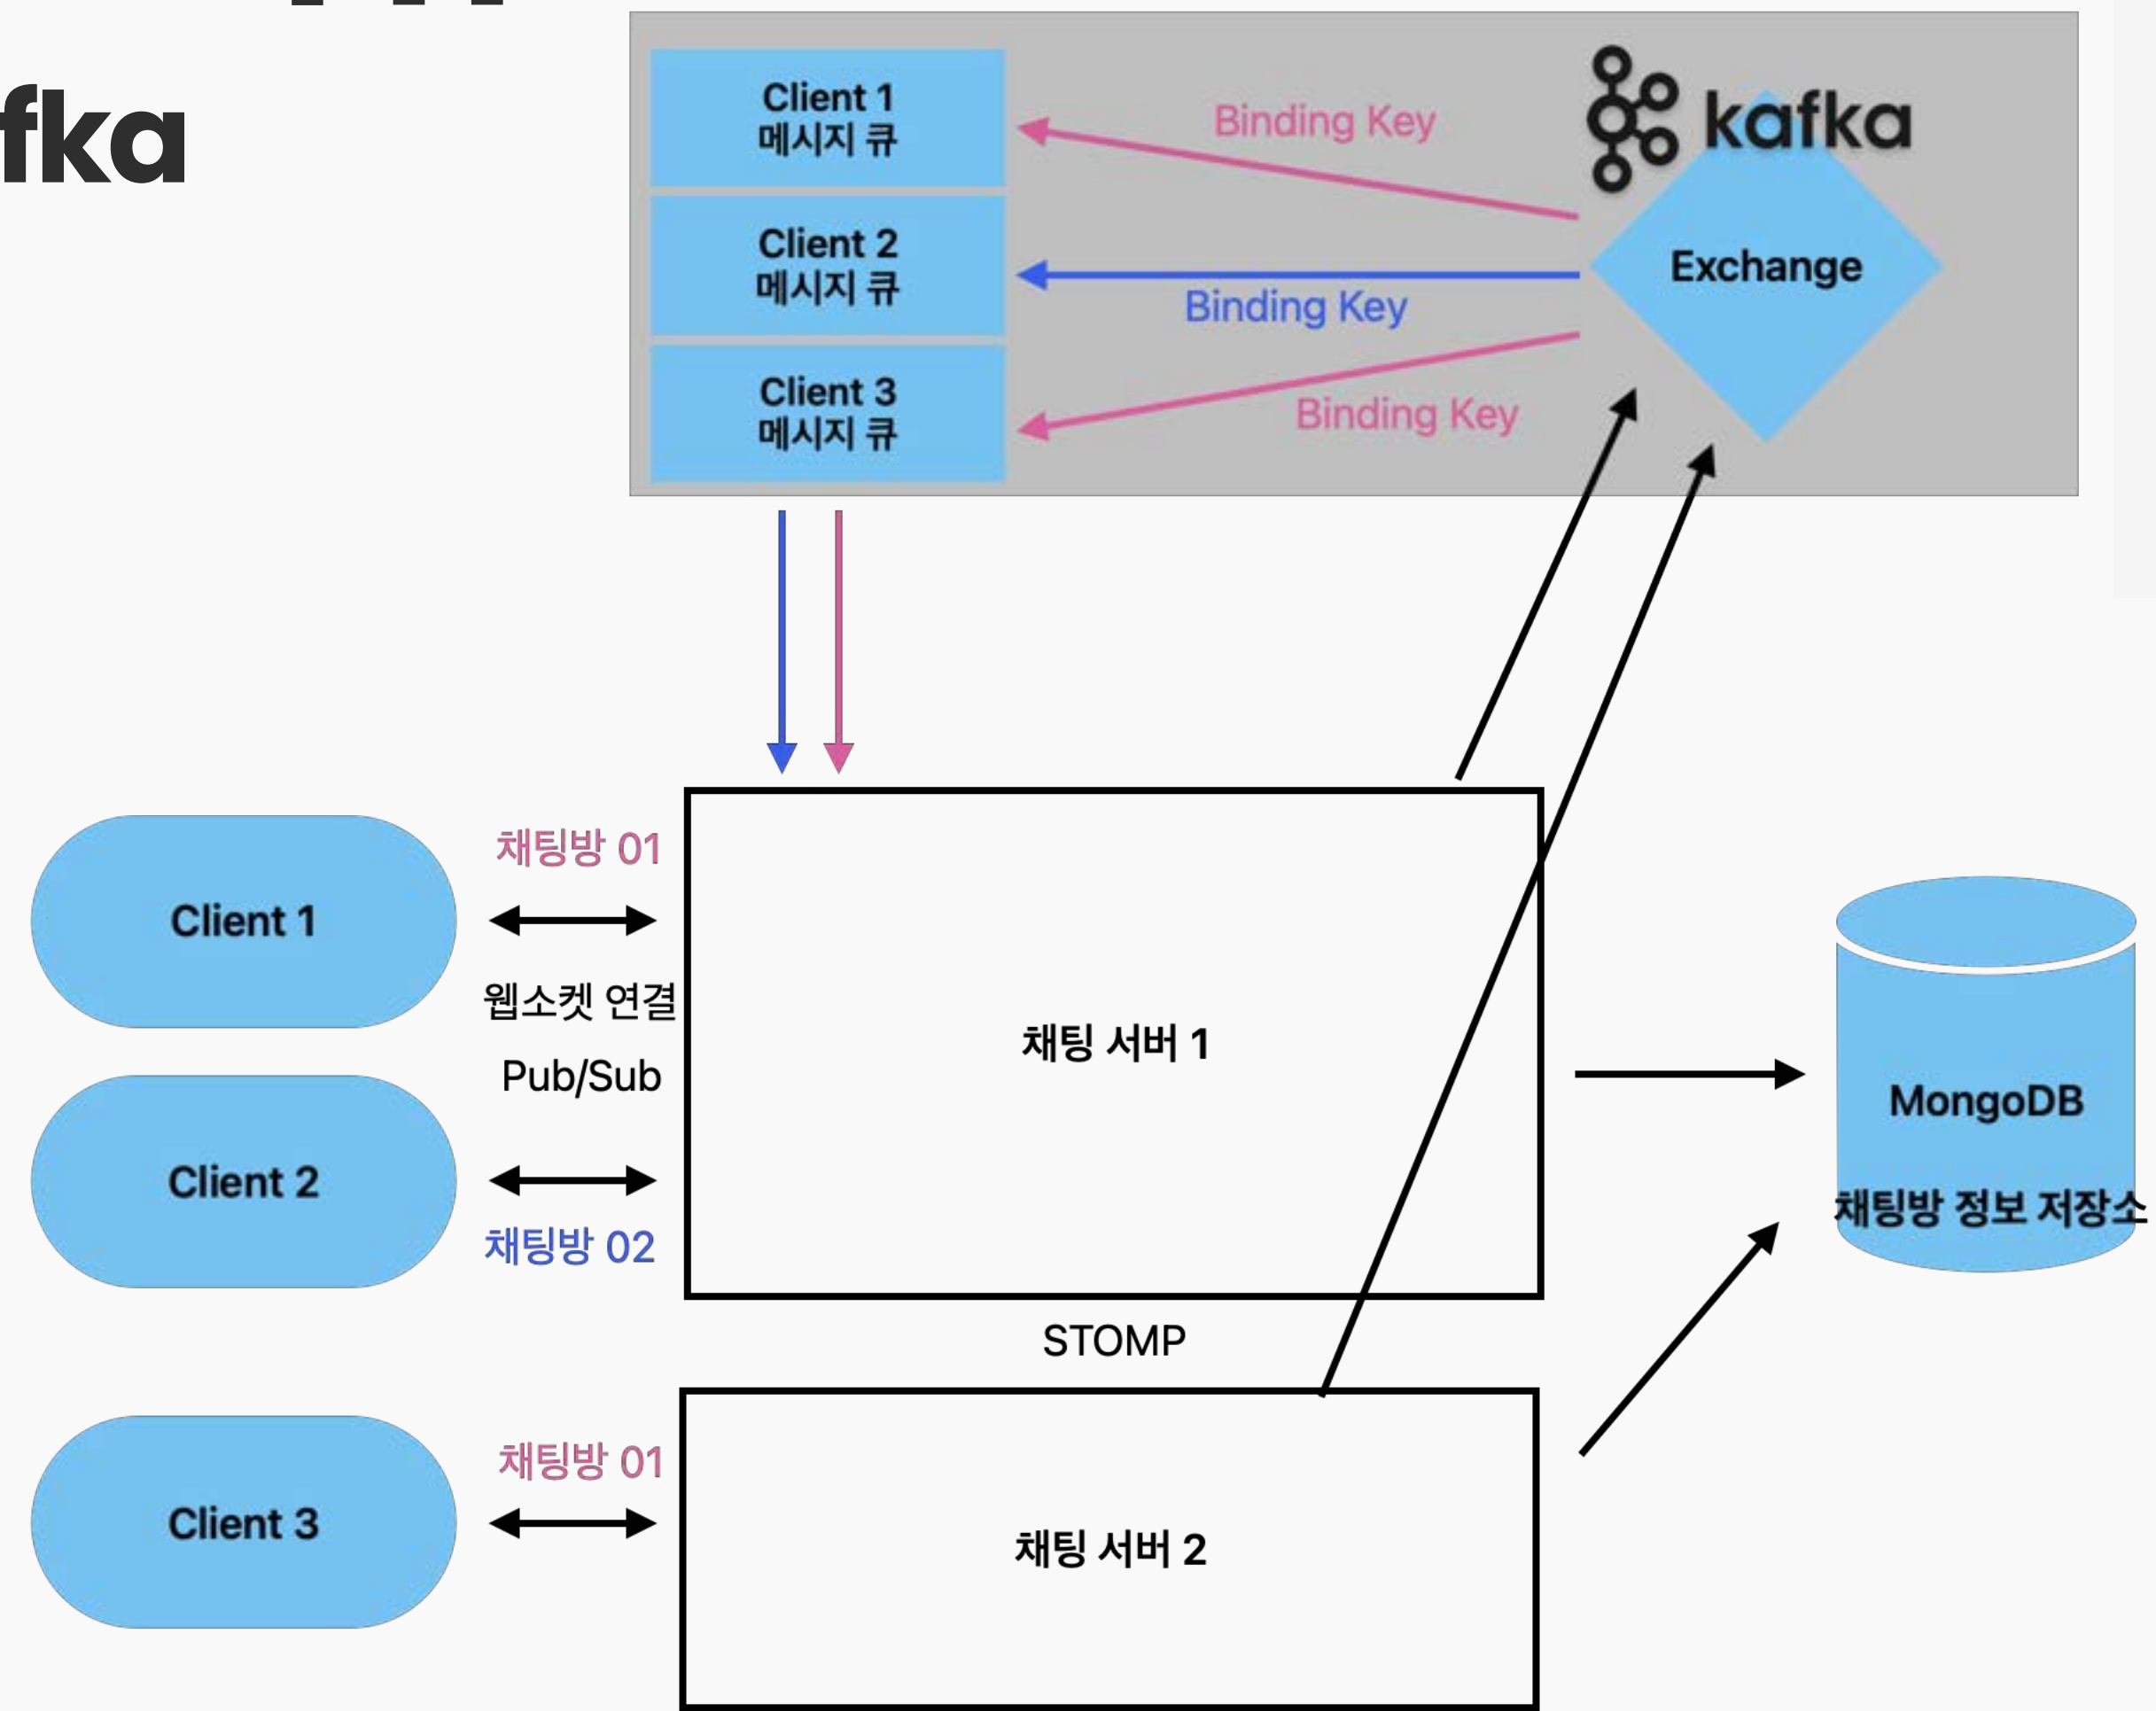 fka
Client 1
메시지 큐
Client 2
메시지 큐
Client 3
메시지 큐
Binding Key
Binding Key
Binding Key
kafka
Exchange
채팅방 01
Client 1
웹소켓 연결
Pub/Sub
Client 2
채팅방 02
채팅 서버 1
MongoDB
채팅방 정보 저장소
STOMP
채팅방 01
Client 3
채팅 서버 2